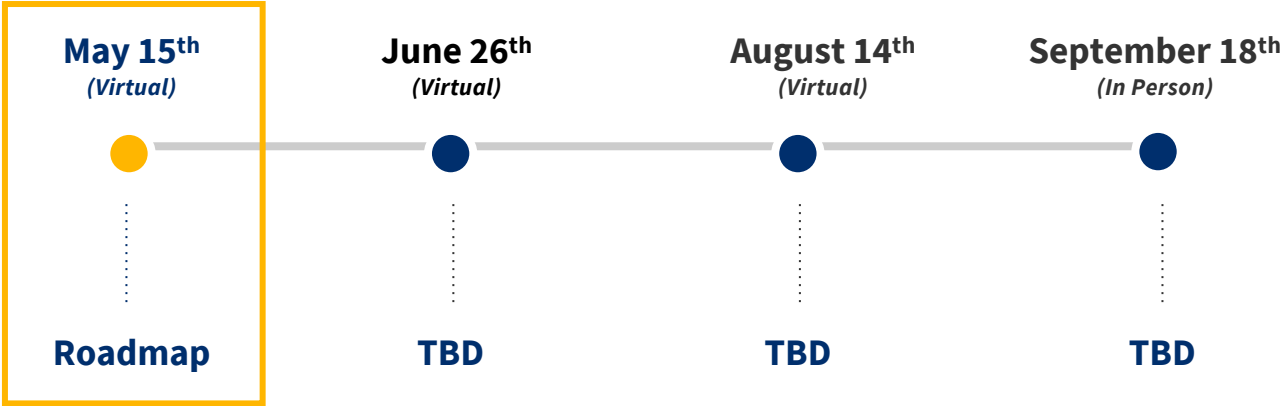 May 15th
(Virtual)
Roadmap
June 26th
(Virtual)
TBD
August 14th
(Virtual)
TBD
September 18th
(In Person)
TBD